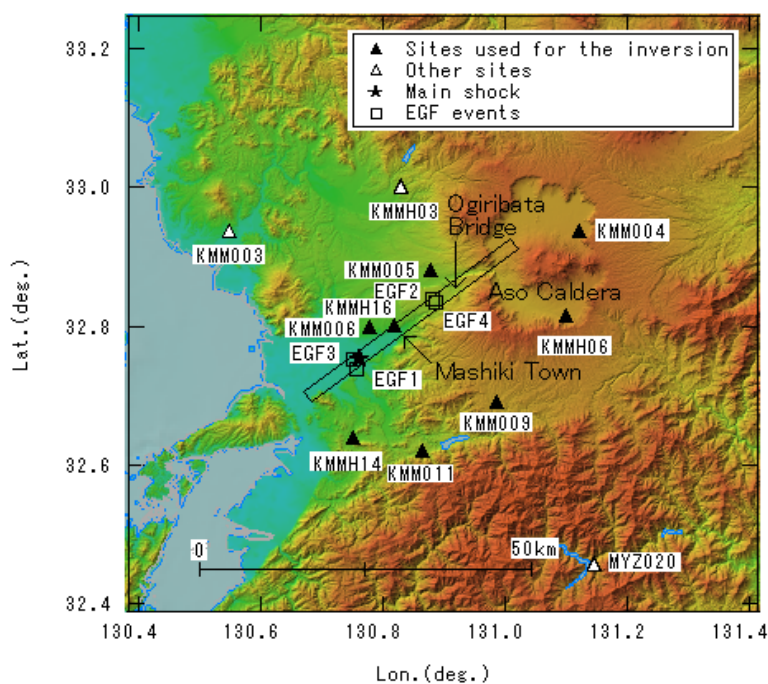 33.2
33.0
32.8
32.6
32.4
Lat.(deg.)
Sites used for the inversion
Other sites
Main shock
EGF events
KMMH03
Ogiribata
Bridge
KMM004
KMM003
KMM005
EGF2
Aso Caldera
KMMH16
EGF4
KMM006
KMMH06
EGF3
EGF1
Mashiki Town
KMM009
KMMH14
KMM011
0
50km
MYZ020
130.4
130.6
130.8
131.0
131.2
131.4
Lon.(deg.)